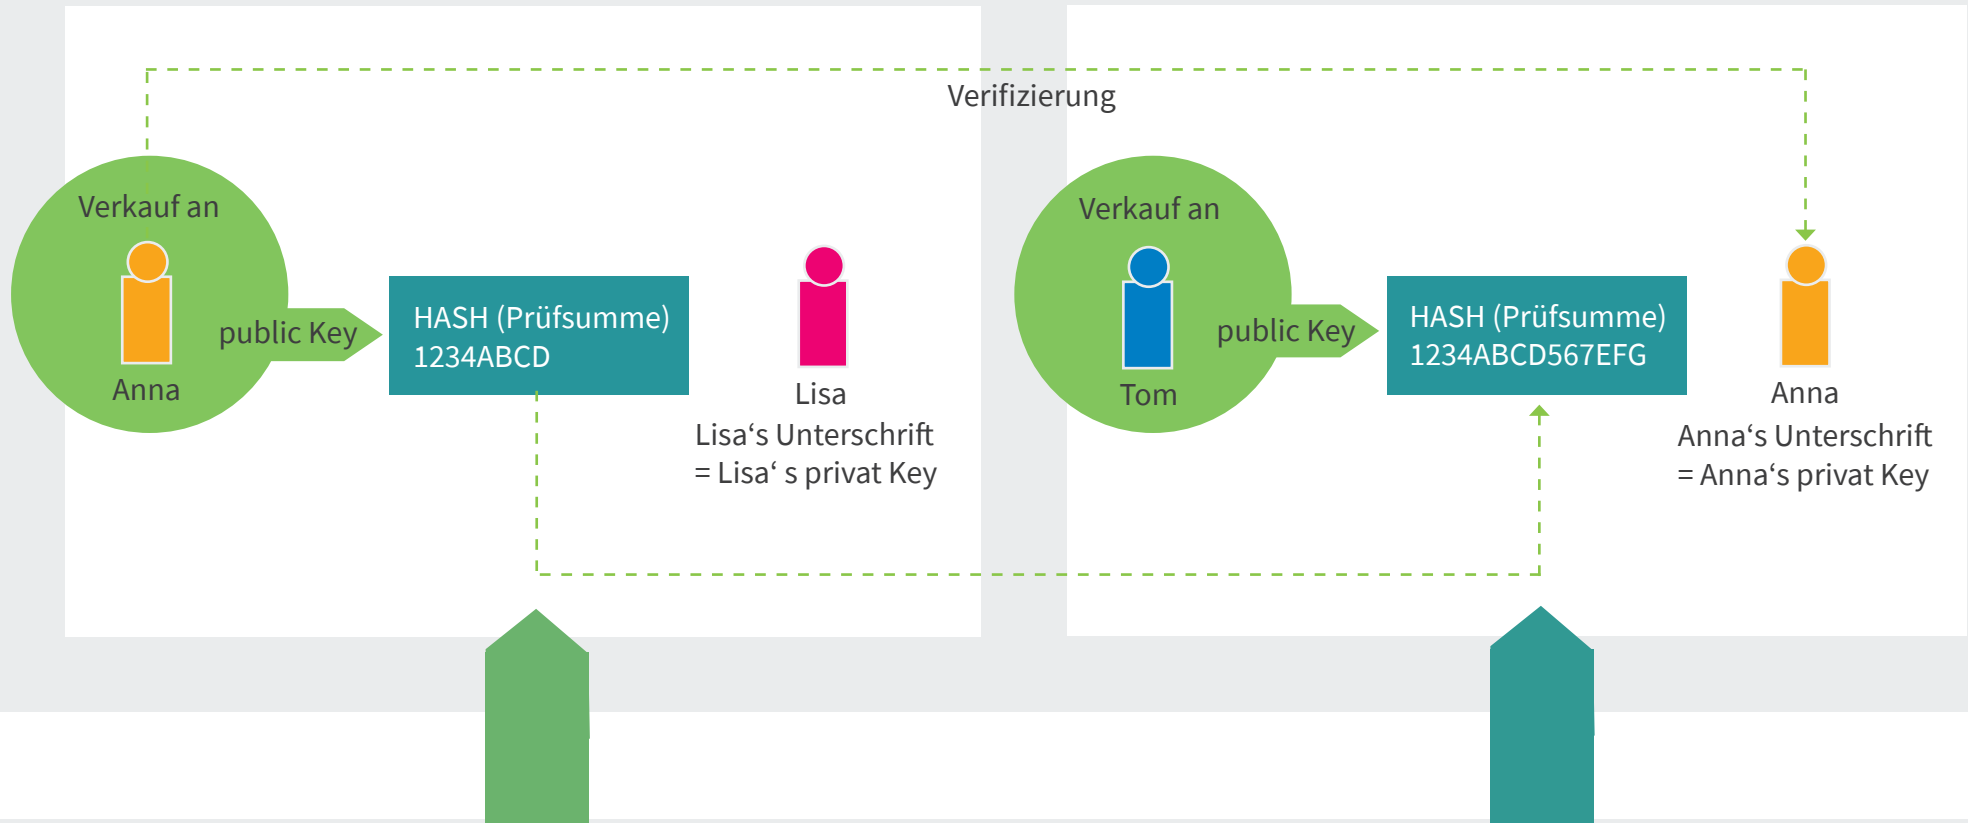 Verifizierung
Verkauf an
Anna
public Key
HASH (Prüfsumme)
1234ABCD
Lisa
Lisa‘s Unterschrift
= Lisa‘ s privat Key
Verkauf an
Tom
public Key
HASH (Prüfsumme)
1234ABCD567EFG
Anna
Anna‘s Unterschrift
= Anna‘s privat Key